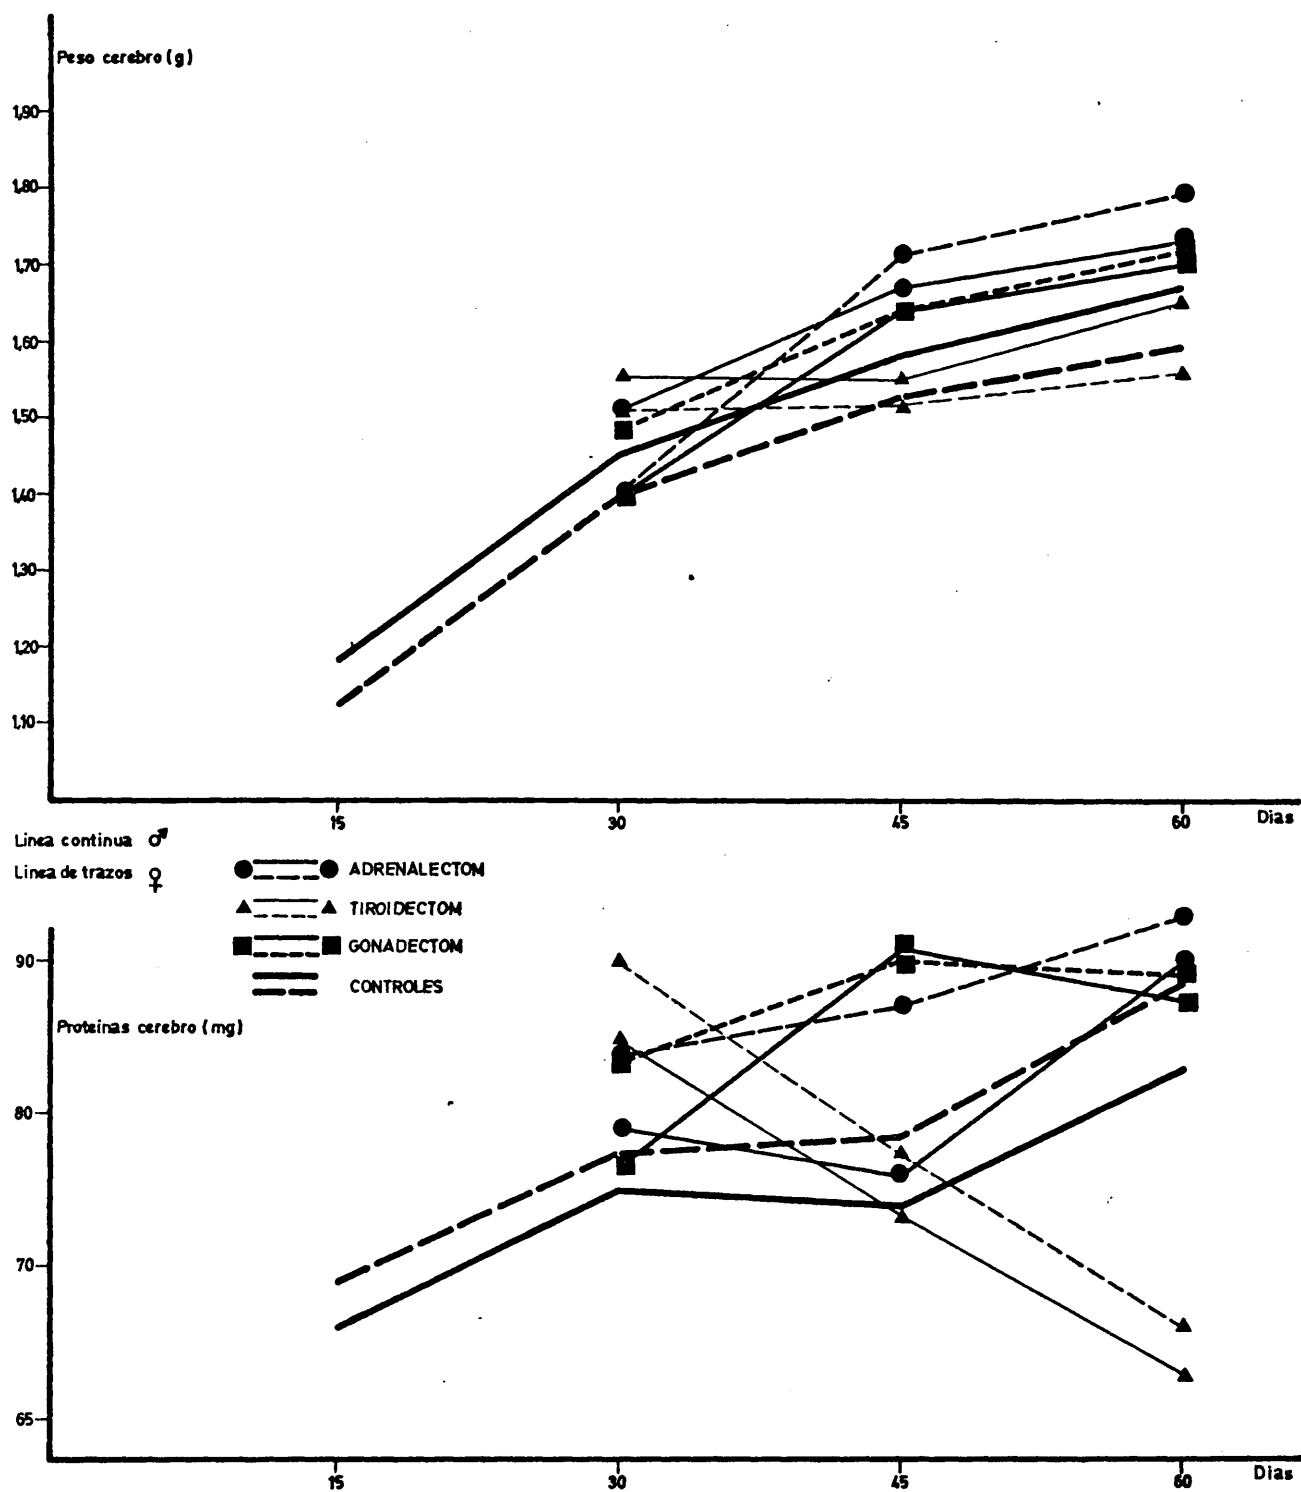 Peso cerebro (g)
1,90
1,80
1,70
1,60
1,50
1,40
1,30
1,20
1,10
15 30 45 60 Dias
Linea continua ♂
Linea de trazos ♀
ADRENALECTOM
TIROIDECTOM
GONADECTOM
CONTROLES
90
Proteinas cerebro (mg)
80
70
65
15 30 45 60 Dias